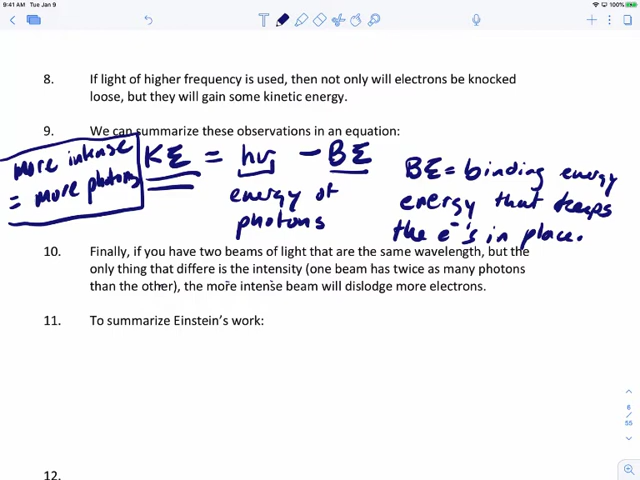 9:41 AM Tue Jan 9
100%
8. If light of higher frequency is used, then not only will electrons be knocked
loose, but they will gain some kinetic energy.
9. We can summarize these observations in an equation:
more intense
= more photons
KE = hν - BE
energy of
photons
BE = binding energy
energy that keeps
the e⁻'s in place.
10. Finally, if you have two beams of light that are the same wavelength, but the
only thing that differe is the intensity (one beam has twice as many photons
than the other), the more intense beam will dislodge more electrons.
11. To summarize Einstein's work:
12.
6
55